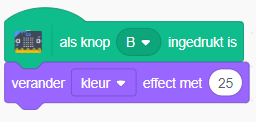 als knop B ingedrukt is
verander kleur effect met 25